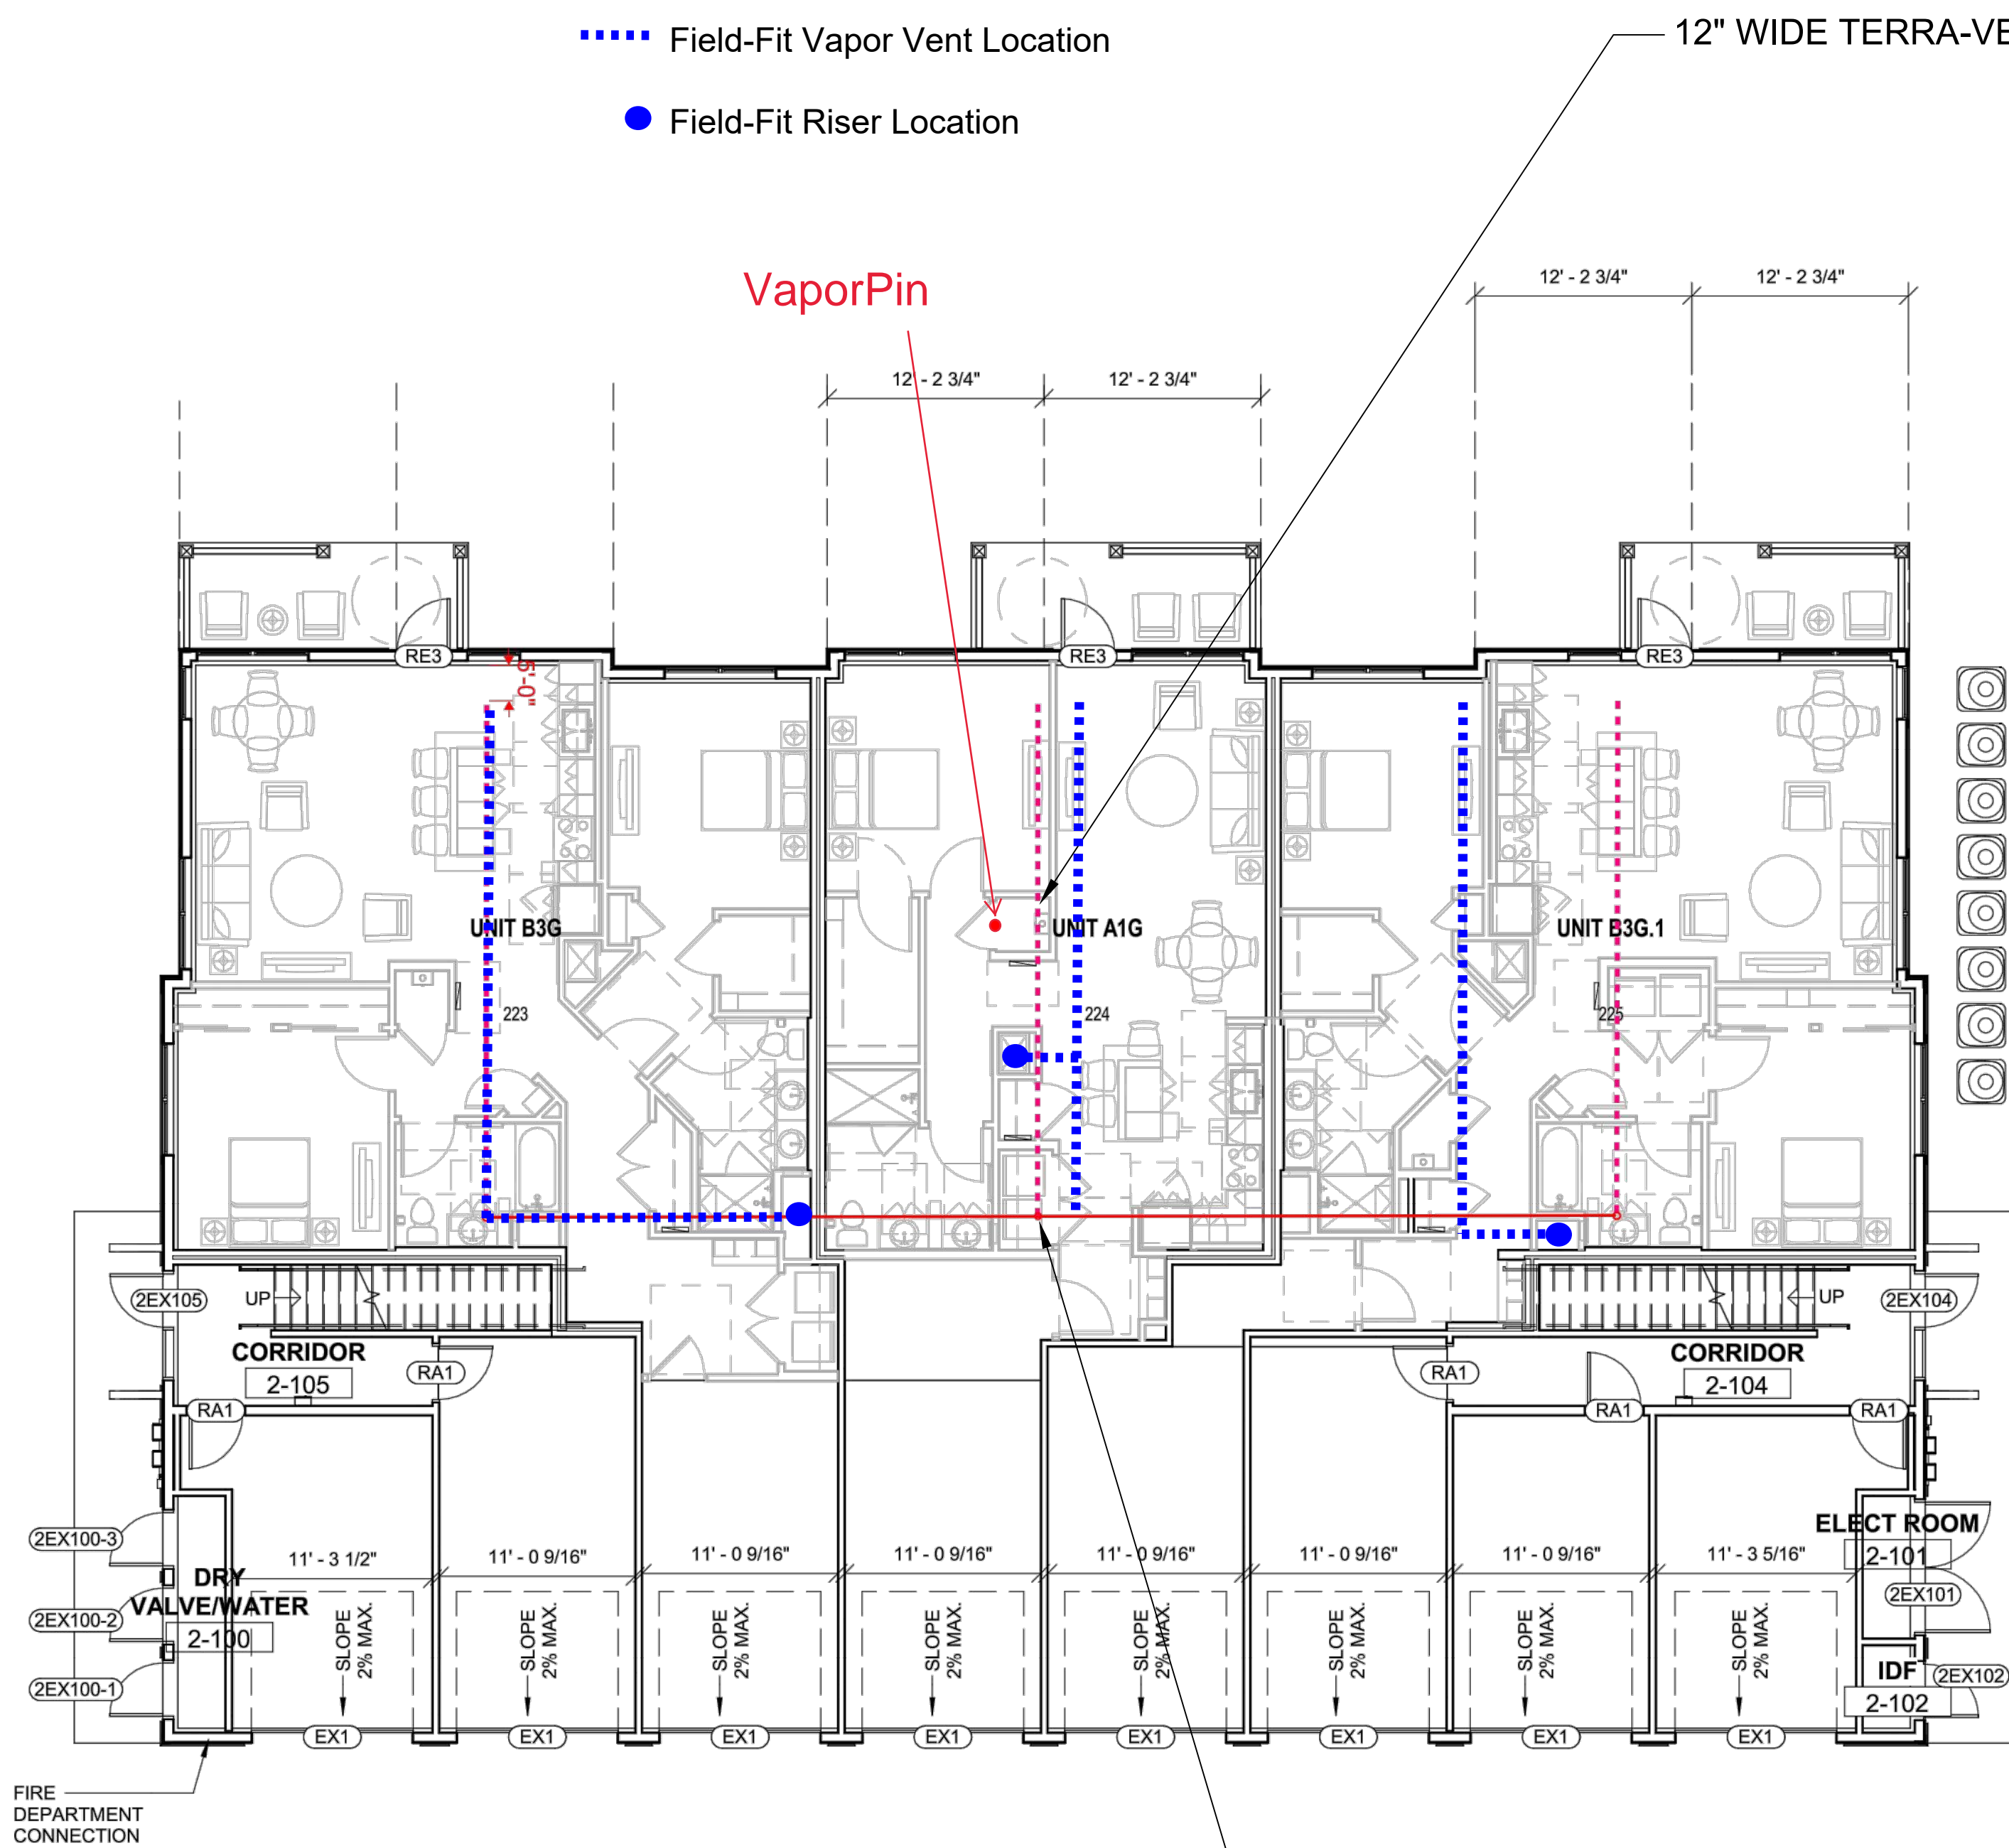 Field-Fit Vapor Vent Location
12" WIDE TERRA-VE
Field-Fit Riser Location
VaporPin
12' - 2 3/4"
12' - 2 3/4"
12' - 2 3/4"
12' - 2 3/4"
RE3
RE3
RE3
5'-0"
UNIT B3G
UNIT A1G
UNIT B3G.1
223
224
225
2EX105
UP
UP
2EX104
CORRIDOR
2-105
RA1
RA1
CORRIDOR
2-104
RA1
RA1
RA1
2EX100-3
11' - 3 1/2"
11' - 0 9/16"
11' - 0 9/16"
11' - 0 9/16"
11' - 0 9/16"
11' - 0 9/16"
11' - 0 9/16"
11' - 3 5/16"
ELECT ROOM
2-101
2EX101
DRY
VALVE/WATER
2-100
2EX100-2
2EX100-1
SLOPE
2% MAX.
SLOPE
2% MAX.
SLOPE
2% MAX.
SLOPE
2% MAX.
SLOPE
2% MAX.
SLOPE
2% MAX.
SLOPE
2% MAX.
SLOPE
2% MAX.
IDF
2-102
2EX102
EX1
EX1
EX1
EX1
EX1
EX1
EX1
EX1
FIRE
DEPARTMENT
CONNECTION